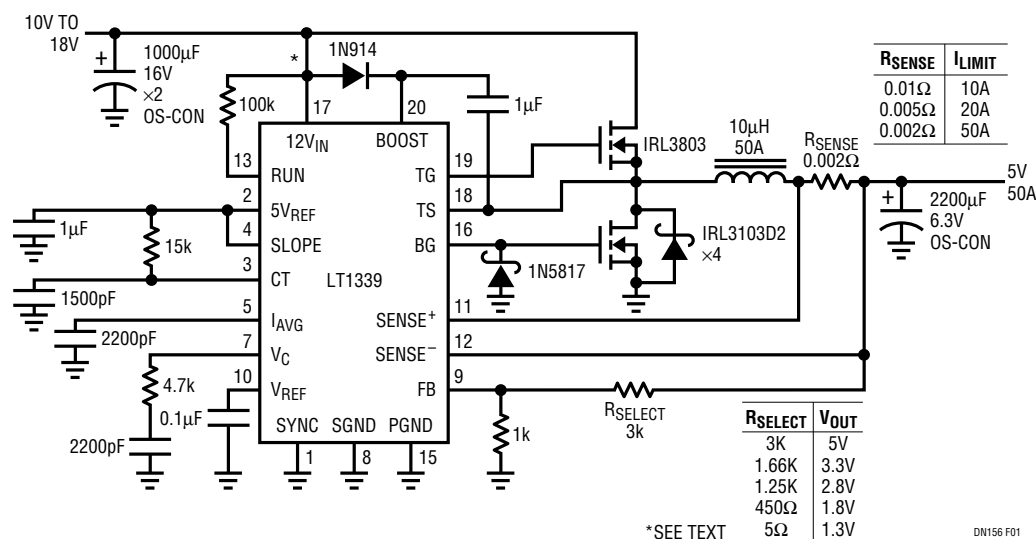 10V TO
18V
1000µF
16V
×2
OS-CON
+
*
1N914
100k
17
20
1µF
12VIN
BOOST
13
RUN
2
5VREF
4
SLOPE
3
CT
5
IAVG
7
VC
10
VREF
LT1339
SYNC
SGND
PGND
1
8
15
TG
19
TS
18
BG
16
SENSE+
11
SENSE−
12
FB
9
1µF
15k
1500pF
2200pF
4.7k
2200pF
0.1µF
IRL3803
IRL3103D2
×4
1N5817
10µH
50A
RSENSE
0.002Ω
5V
50A
+
2200µF
6.3V
OS-CON
RSELECT
3k
1k
RSENSE ILIMIT
0.01Ω 10A
0.005Ω 20A
0.002Ω 50A
RSELECT VOUT
3K 5V
1.66K 3.3V
1.25K 2.8V
450Ω 1.8V
5Ω 1.3V
*SEE TEXT
DN156 F01